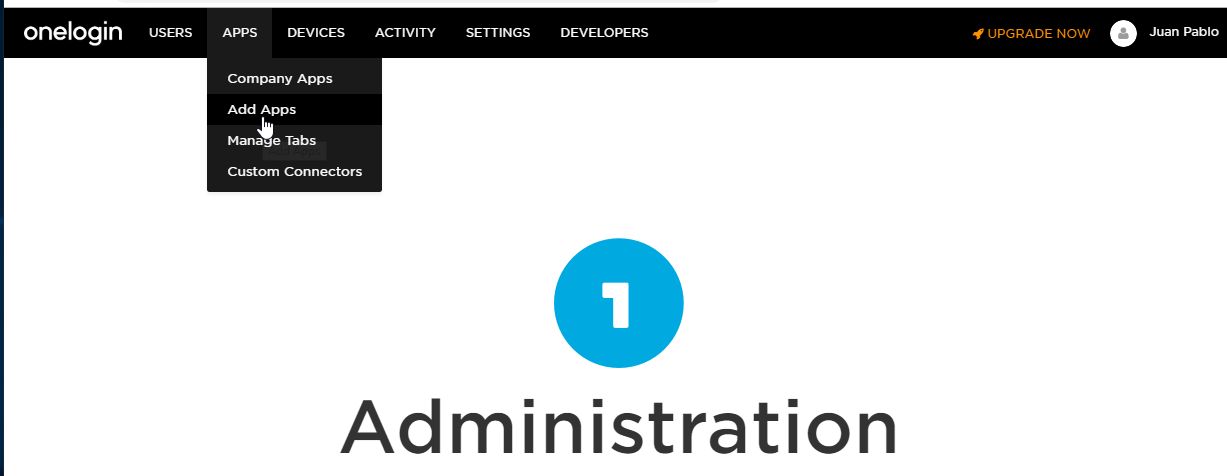 onelogin USERS APPS DEVICES ACTIVITY SETTINGS DEVELOPERS UPGRADE NOW Juan Pablo
Company Apps
Add Apps
Manage Tabs
Custom Connectors
1
Administration